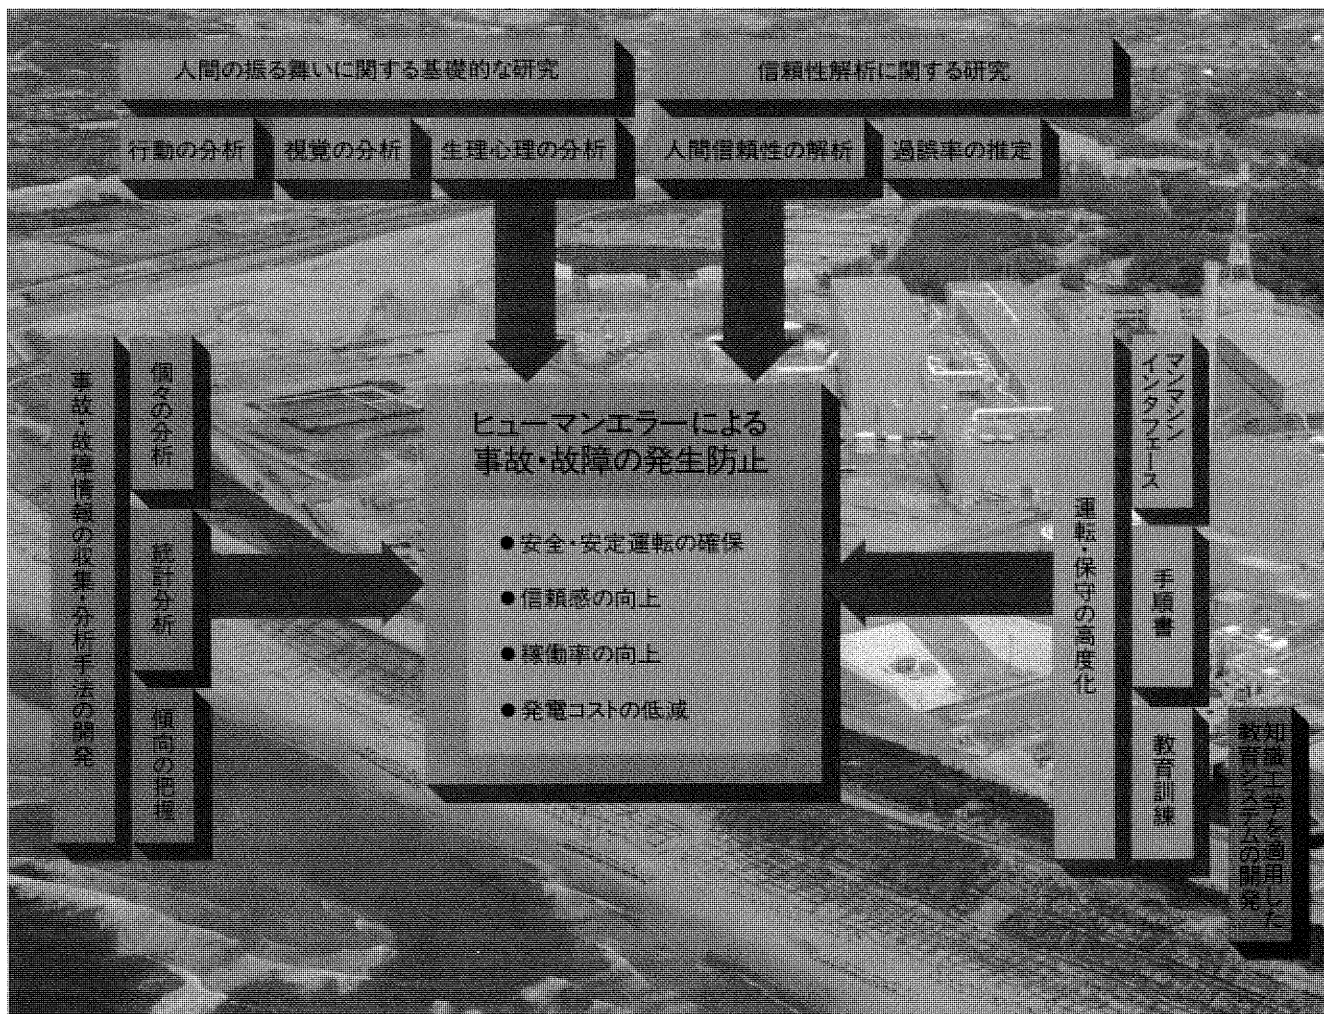 人間の振る舞いに関する基礎的な研究
行動の分析
視覚の分析
生理心理の分析
信頼性解析に関する研究
人間信頼性の解析
過誤率の推定
事故・故障情報の収集・分析手法の開発
個々の分析
統計分析
傾向の把握
ヒューマンエラーによる
事故・故障の発生防止
●安全・安定運転の確保
●信頼感の向上
●稼働率の向上
●発電コストの低減
運転・保守の高度化
マンマシン
インタフェース
手順書
教育訓練
知識工学を適用した
教育システムの開発